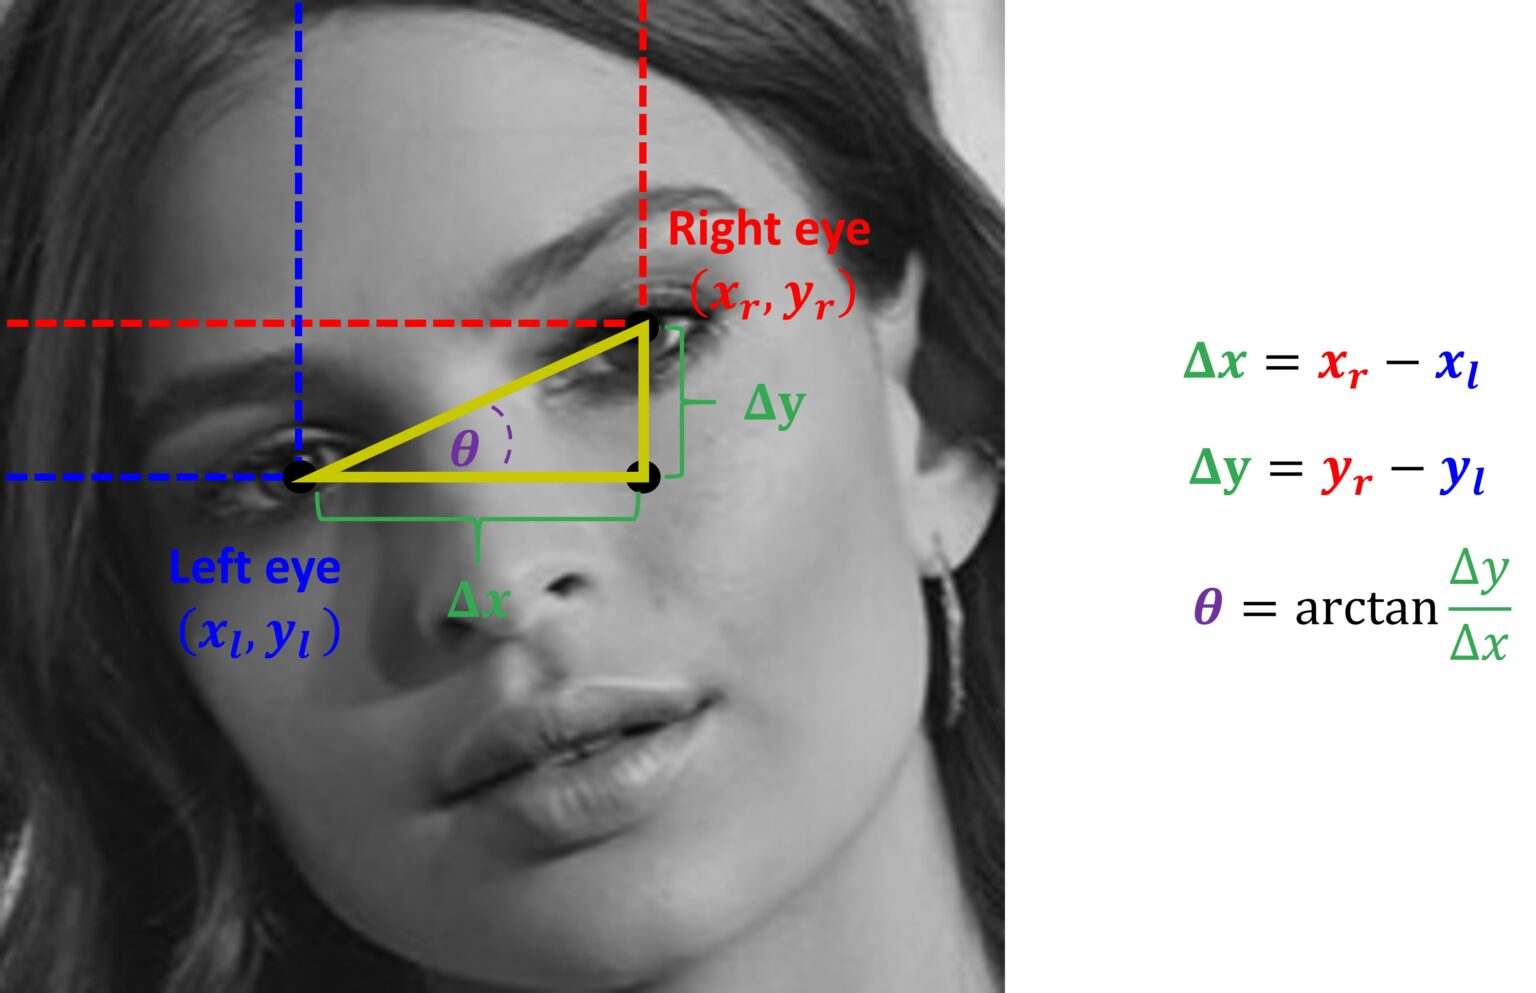 Right eye
(xᵣ, yᵣ)
Δy
θ
Left eye
(xₗ, yₗ)
Δx
Δx = xᵣ − xₗ
Δy = yᵣ − yₗ
θ = arctan Δy/Δx